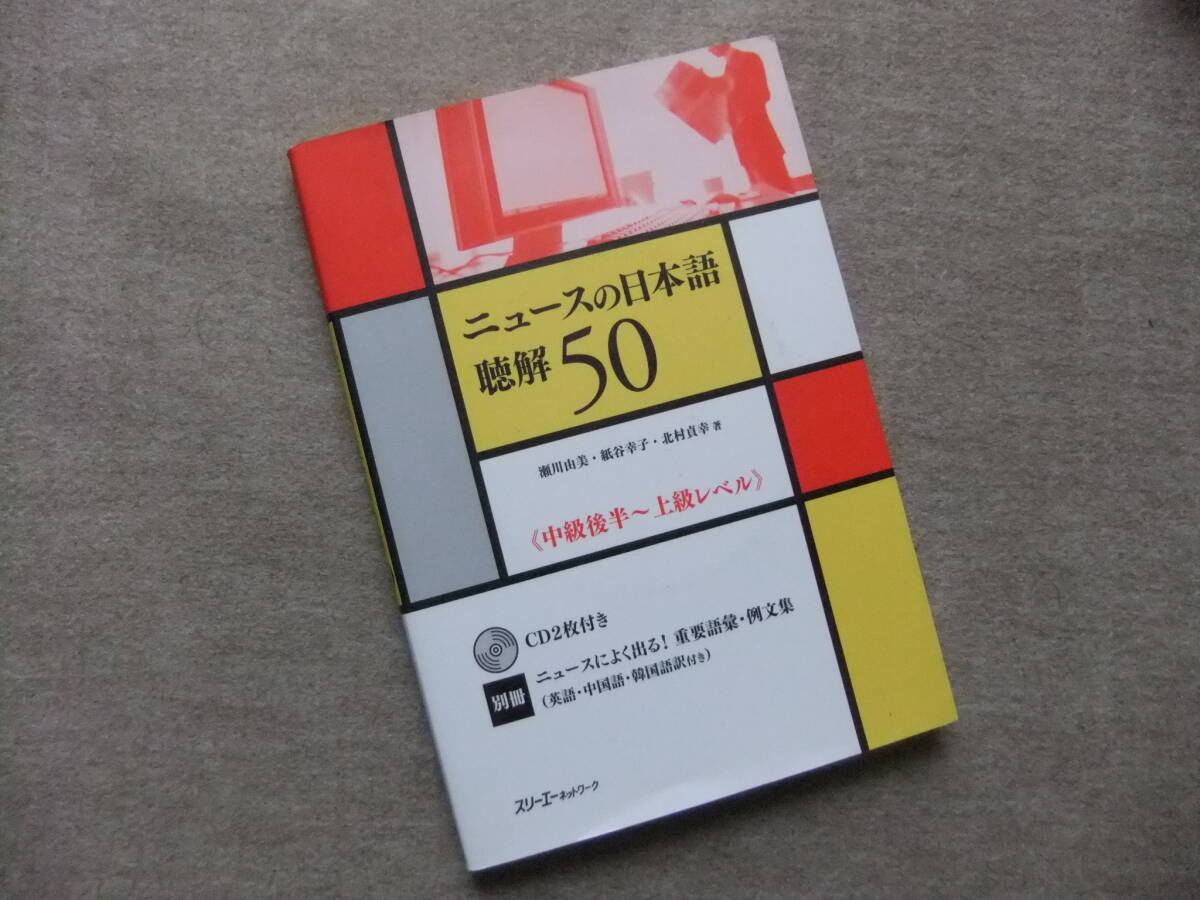 ニュースの日本語
聴解50
瀬川由美・紙谷幸子・北村貞幸 著
《中級後半～上級レベル》
CD2枚付き
別冊 ニュースによく出る！重要語彙・例文集
（英語・中国語・韓国語訳付き）
スリーエーネットワーク